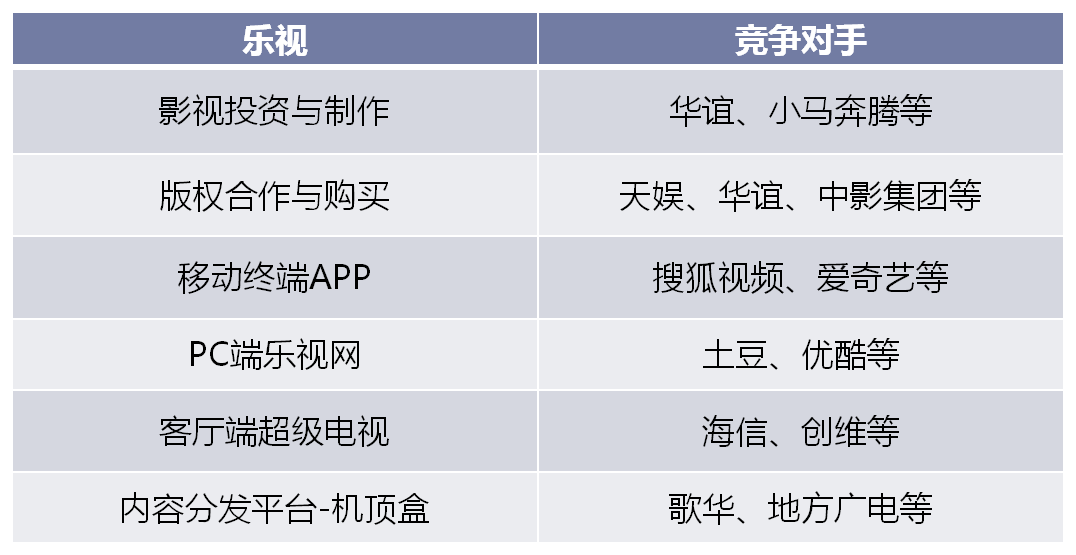 乐视 竞争对手
影视投资与制作 华谊、小马奔腾等
版权合作与购买 天娱、华谊、中影集团等
移动终端APP 搜狐视频、爱奇艺等
PC端乐视网 土豆、优酷等
客厅端超级电视 海信、创维等
内容分发平台-机顶盒 歌华、地方广电等